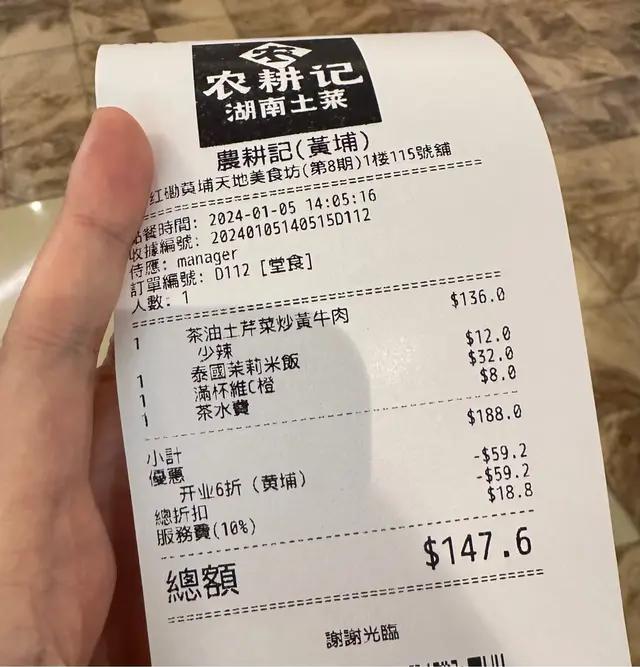 农耕记
湖南土菜
農耕記(黃埔)
紅磡黃埔天地美食坊(第8期)1楼115號舖
點餐時間: 2024-01-05 14:05:16
收據編號: 20240105140515D112
侍應: manager
訂單編號: D112 [堂食]
人數: 1
1 茶油土芹菜炒黃牛肉 $136.0
少辣
1 泰國茉莉米飯 $12.0
1 滿杯維C橙 $32.0
1 茶水費 $8.0
$188.0
小計
優惠 -$59.2
开业6折 (黄埔) -$59.2
總折扣
服務費(10%) $18.8
總額 $147.6
謝謝光臨